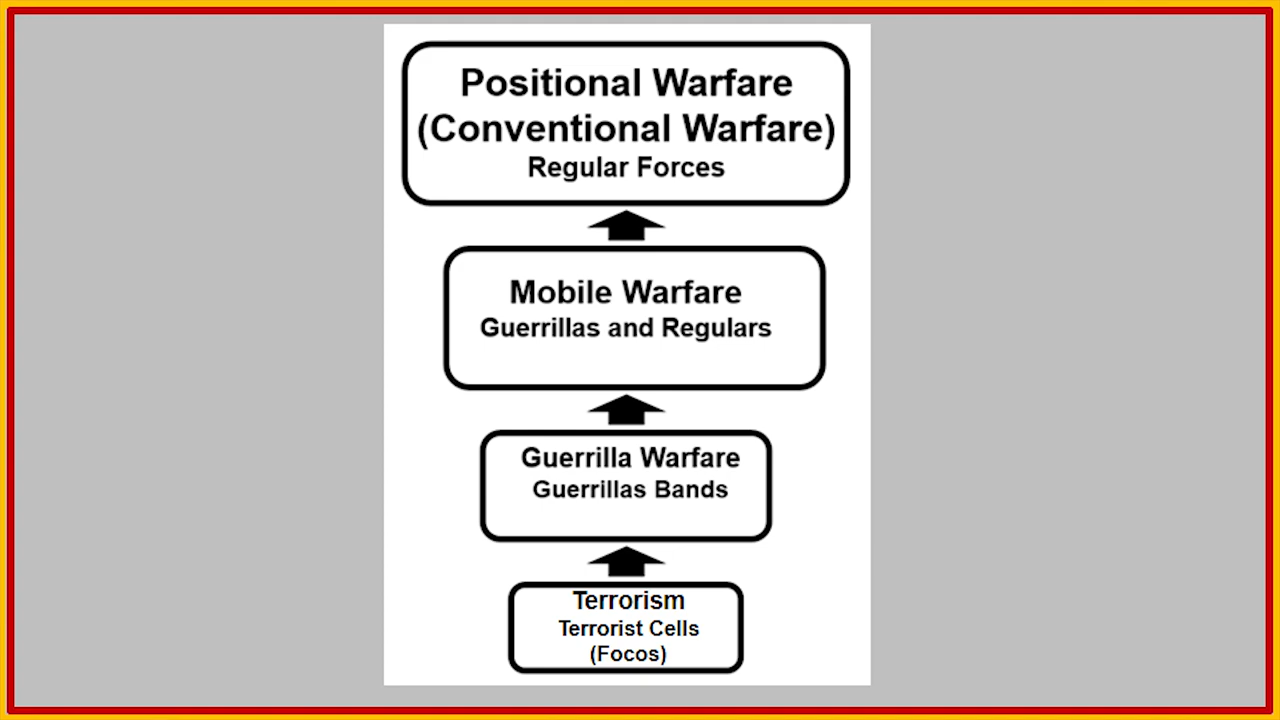 Positional Warfare
(Conventional Warfare)
Regular Forces
Mobile Warfare
Guerrillas and Regulars
Guerrilla Warfare
Guerrillas Bands
Terrorism
Terrorist Cells
(Focos)